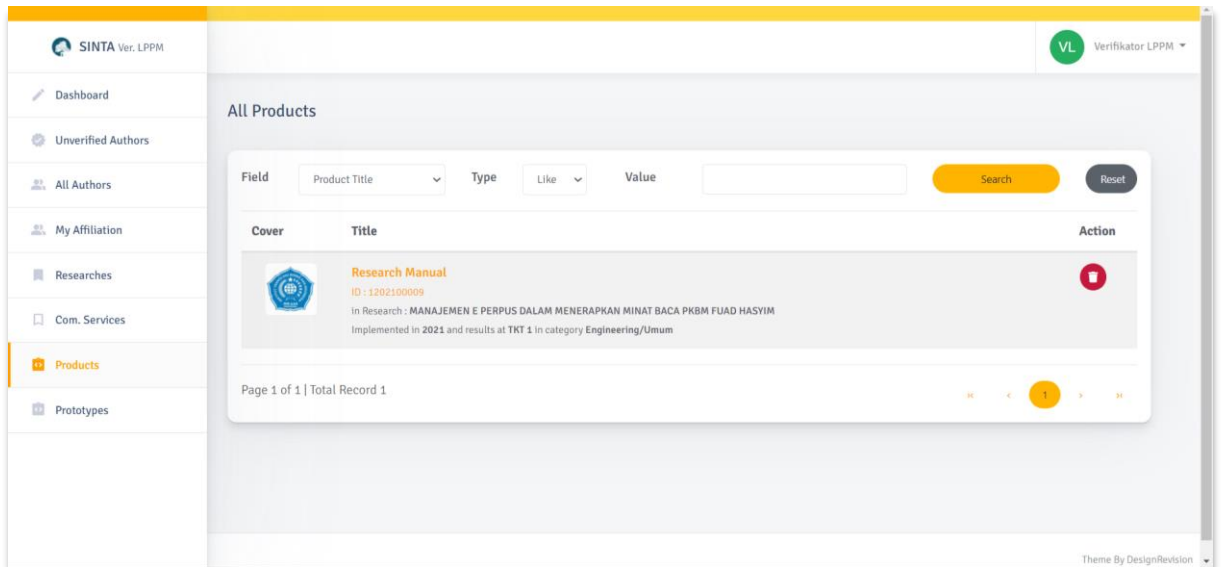 SINTA Ver. LPPM
VL Verifikator LPPM
Dashboard
Unverified Authors
All Authors
My Affiliation
Researches
Com. Services
Products
Prototypes
All Products
Field Product Title Type Like Value Search Reset
Cover Title Action
Research Manual
ID : 1202100009
in Research : MANAJEMEN E PERPUS DALAM MENERAPKAN MINAT BACA PKBM FUAD HASYIM
Implemented in 2021 and results at TKT 1 in category Engineering/Umum
Page 1 of 1 | Total Record 1
1
Theme By DesignRevision